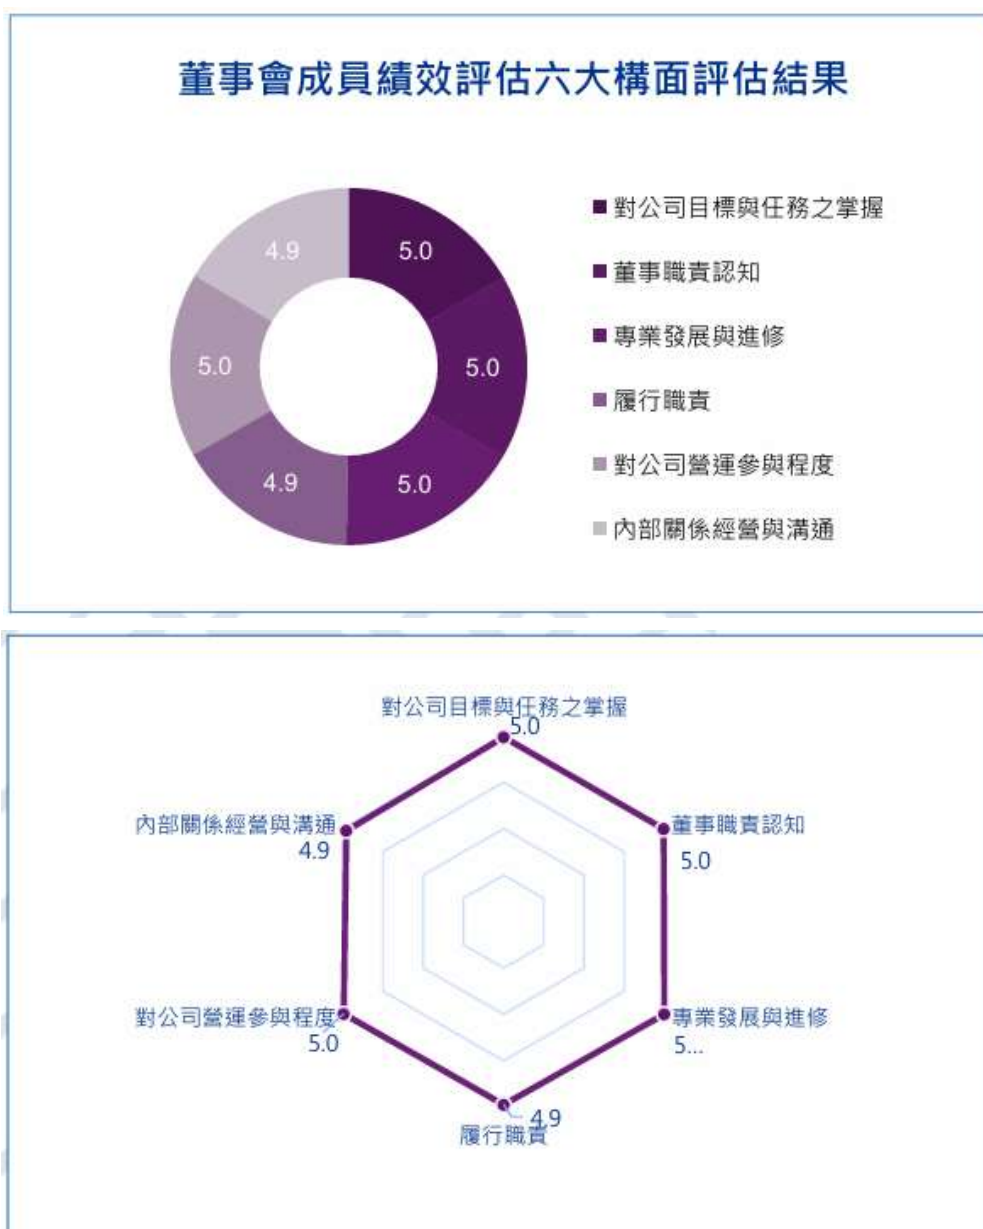 董事會成員績效評估六大構面評估結果
4.9
5.0
5.0
5.0
4.9
5.0
對公司目標與任務之掌握
董事職責認知
專業發展與進修
履行職責
對公司營運參與程度
內部關係經營與溝通
對公司目標與任務之掌握
5.0
內部關係經營與溝通
4.9
董事職責認知
5.0
對公司營運參與程度
5.0
專業發展與進修
5...
4.9
履行職責